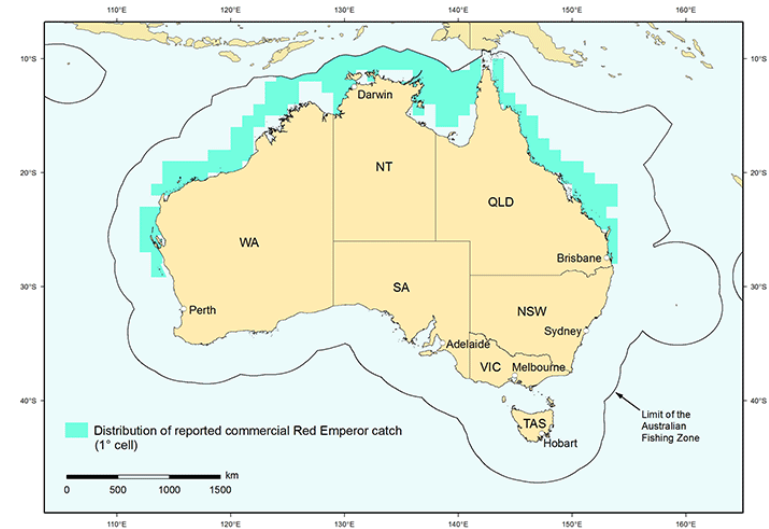 110°E 120°E 130°E 140°E 150°E 160°E
10°S 10°S
Darwin
20°S 20°S
NT
QLD
WA
Brisbane
30°S 30°S
SA
NSW
Perth
Sydney
Adelaide
VIC Melbourne
40°S 40°S
TAS
Hobart
Limit of the
Australian
Fishing Zone
Distribution of reported commercial Red Emperor catch
(1° cell)
km
0 500 1000 1500
110°E 120°E 130°E 140°E 150°E 160°E